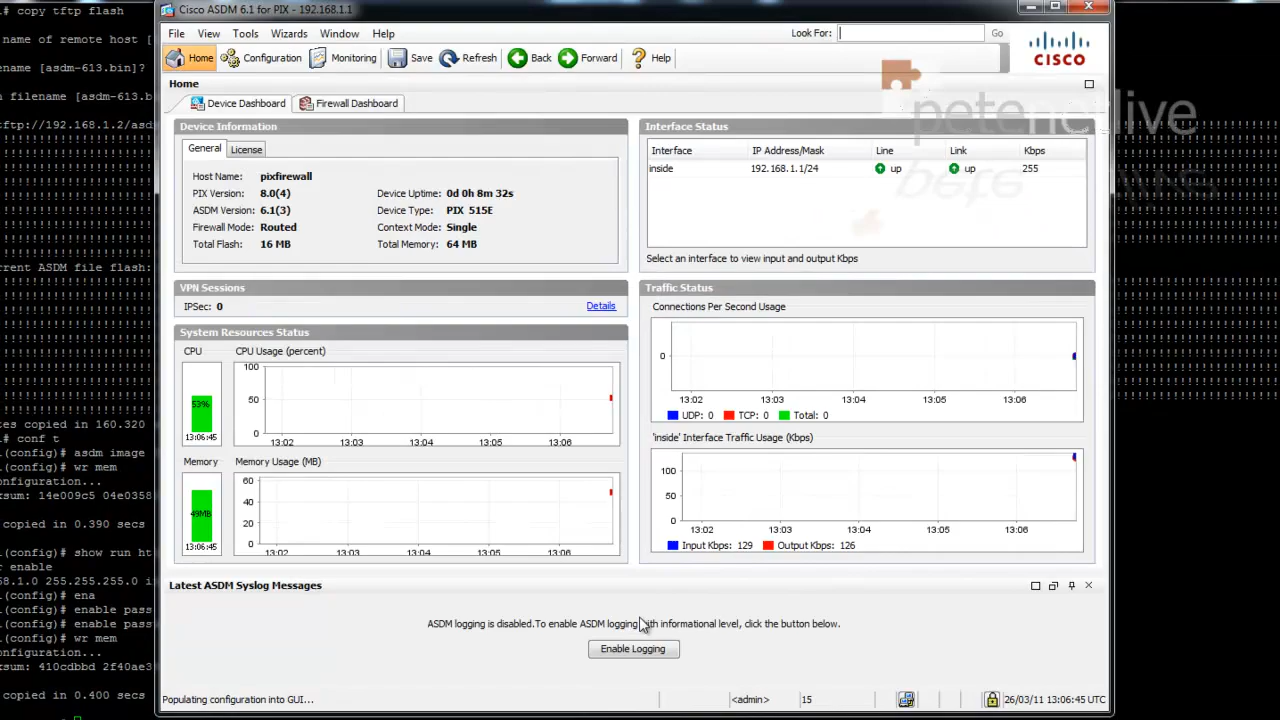 # copy tftp flash
name of remote host [
ename [asdm-613.bin]?
n filename [asdm-613.b
tftp://192.168.1.2/asd
rrent ASDM file flash:
tes copied in 160.320
# conf t
l(config)# asdm image
l(config)# wr mem
onfiguration...
rsum: 14e009c5 04e0358
copied in 0.390 secs
l(config)# show run ht
r enable
68.1.0 255.255.255.0 i
l(config)# ena
l(config)# enable pass
l(config)# enable pass
l(config)# wr mem
onfiguration...
rsum: 410cdbbd 2f40ae3
copied in 0.400 secs
Cisco ASDM 6.1 for PIX - 192.168.1.1
File View Tools Wizards Window Help Look For: Go
Home Configuration Monitoring Save Refresh Back Forward Help
CISCO
Home
petenetlive
Device Dashboard Firewall Dashboard
Device Information
General License
Host Name: pixfirewall
PIX Version: 8.0(4) Device Uptime: 0d 0h 8m 32s
ASDM Version: 6.1(3) Device Type: PIX 515E
Firewall Mode: Routed Context Mode: Single
Total Flash: 16 MB Total Memory: 64 MB
Interface Status
Interface IP Address/Mask Line Link Kbps
inside 192.168.1.1/24 up up 255
Select an interface to view input and output Kbps
VPN Sessions
IPSec: 0 Details
System Resources Status
CPU CPU Usage (percent)
100
50
0
53%
13:06:45
13:02 13:03 13:04 13:05 13:06
Memory Memory Usage (MB)
60
40
20
0
49MB
13:06:45
13:02 13:03 13:04 13:05 13:06
Traffic Status
Connections Per Second Usage
0
13:02 13:03 13:04 13:05 13:06
UDP: 0 TCP: 0 Total: 0
'inside' Interface Traffic Usage (Kbps)
100
50
0
13:02 13:03 13:04 13:05 13:06
Input Kbps: 129 Output Kbps: 126
Latest ASDM Syslog Messages
ASDM logging is disabled.To enable ASDM logging with informational level, click the button below.
Enable Logging
Populating configuration into GUI... <admin> 15 26/03/11 13:06:45 UTC